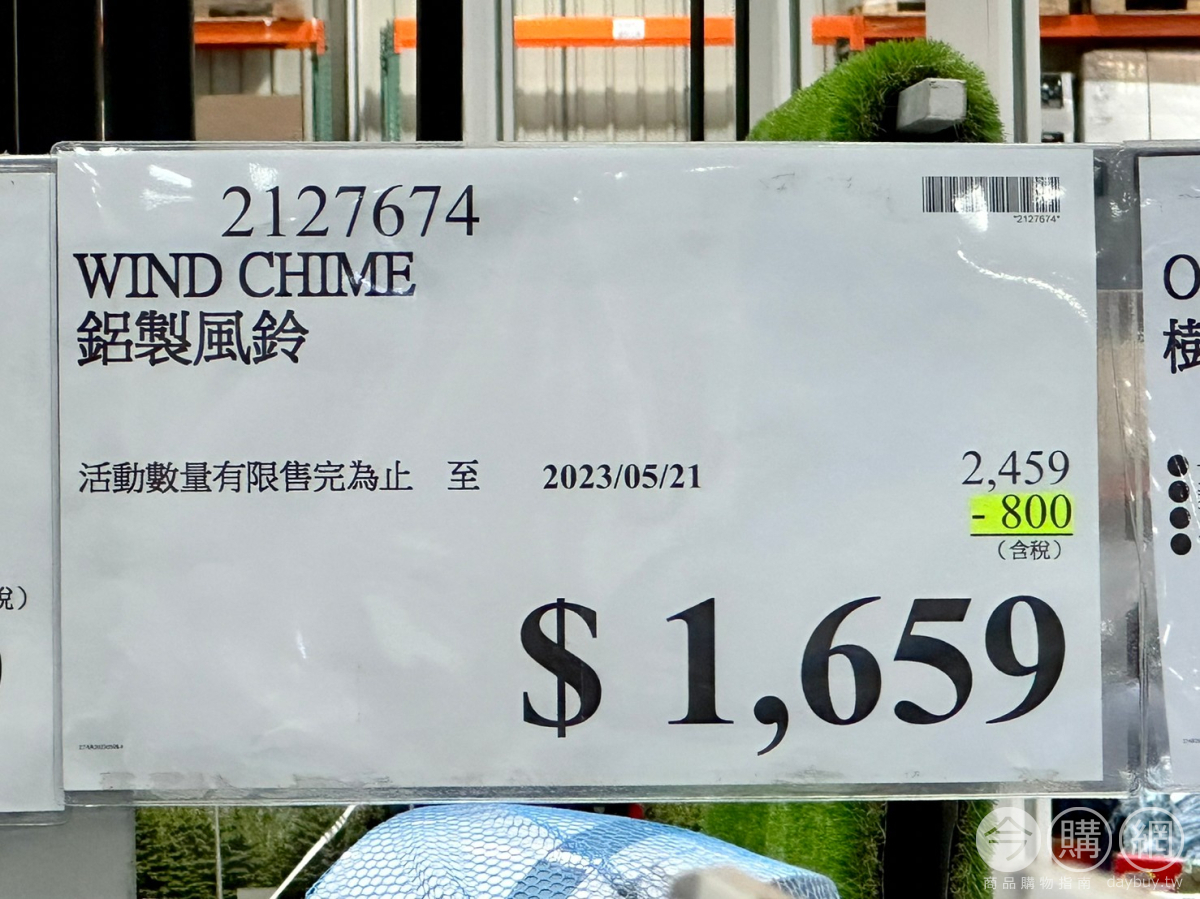 2127674
*2127674*
WIND CHIME
鋁製風鈴
活動數量有限售完為止 至 2023/05/21
2,459
- 800
(含稅)
$ 1,659
稅)
O
樹
今購網
商品購物指南 daybuy.tw